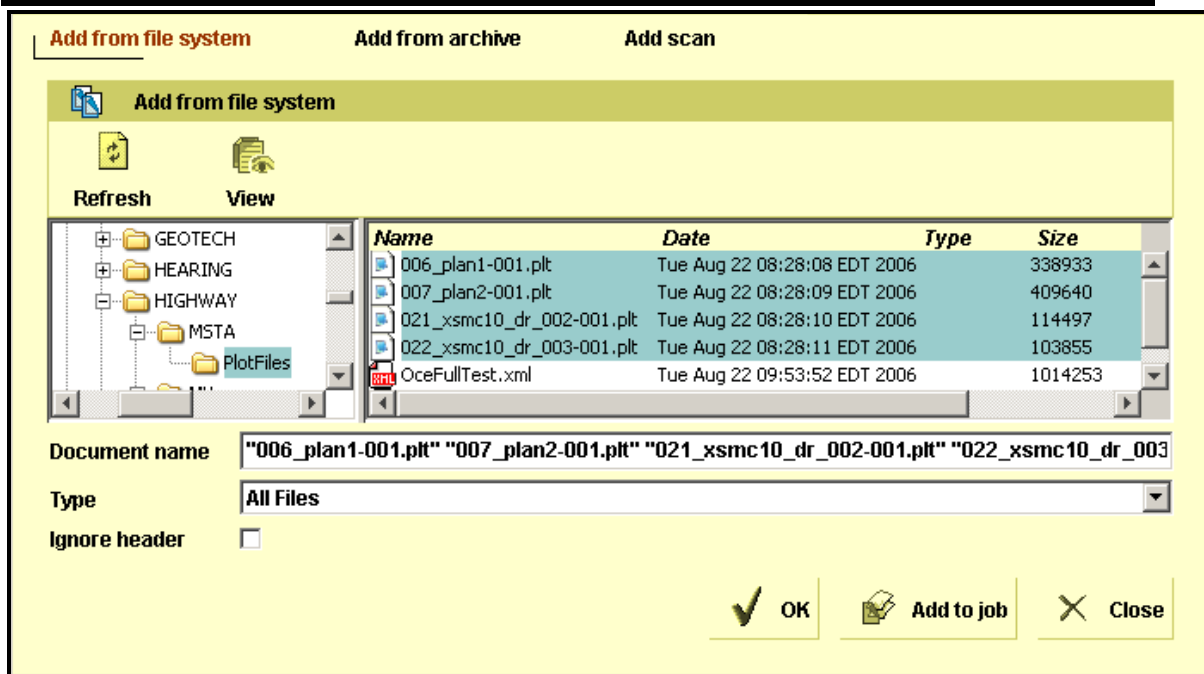 Add from file system Add from archive Add scan
Add from file system
Refresh View
GEOTECH
HEARING
HIGHWAY
MSTA
PlotFiles
Name Date Type Size
006_plan1-001.plt Tue Aug 22 08:28:08 EDT 2006 338933
007_plan2-001.plt Tue Aug 22 08:28:09 EDT 2006 409640
021_xsmc10_dr_002-001.plt Tue Aug 22 08:28:10 EDT 2006 114497
022_xsmc10_dr_003-001.plt Tue Aug 22 08:28:11 EDT 2006 103855
XML OceFullTest.xml Tue Aug 22 09:53:52 EDT 2006 1014253
Document name "006_plan1-001.plt" "007_plan2-001.plt" "021_xsmc10_dr_002-001.plt" "022_xsmc10_dr_003
Type All Files
Ignore header
OK Add to job Close